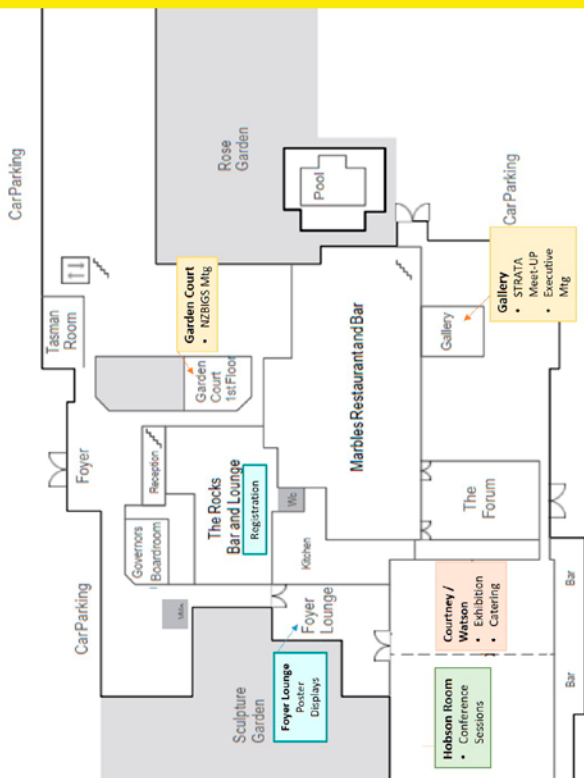 CarParking
CarParking
CarParking
Foyer
Tasman
Room
Rose
Garden
Pool
Garden Court
• NZBIGS Mtg
Garden
Court
1st Floor
Reception
Governors
Boardroom
The Rocks
Bar and Lounge
Registration
Wc
Kitchen
Marbles Restaurant and Bar
Gallery
Gallery
• STRATA
Meet-UP
• Executive
Mtg
The
Forum
Foyer
Lounge
Foyer Lounge
Poster
Displays
Sculpture
Garden
Courtney /
Watson
• Exhibition
• Catering
Hobson Room
• Conference
Sessions
Bar
Bar